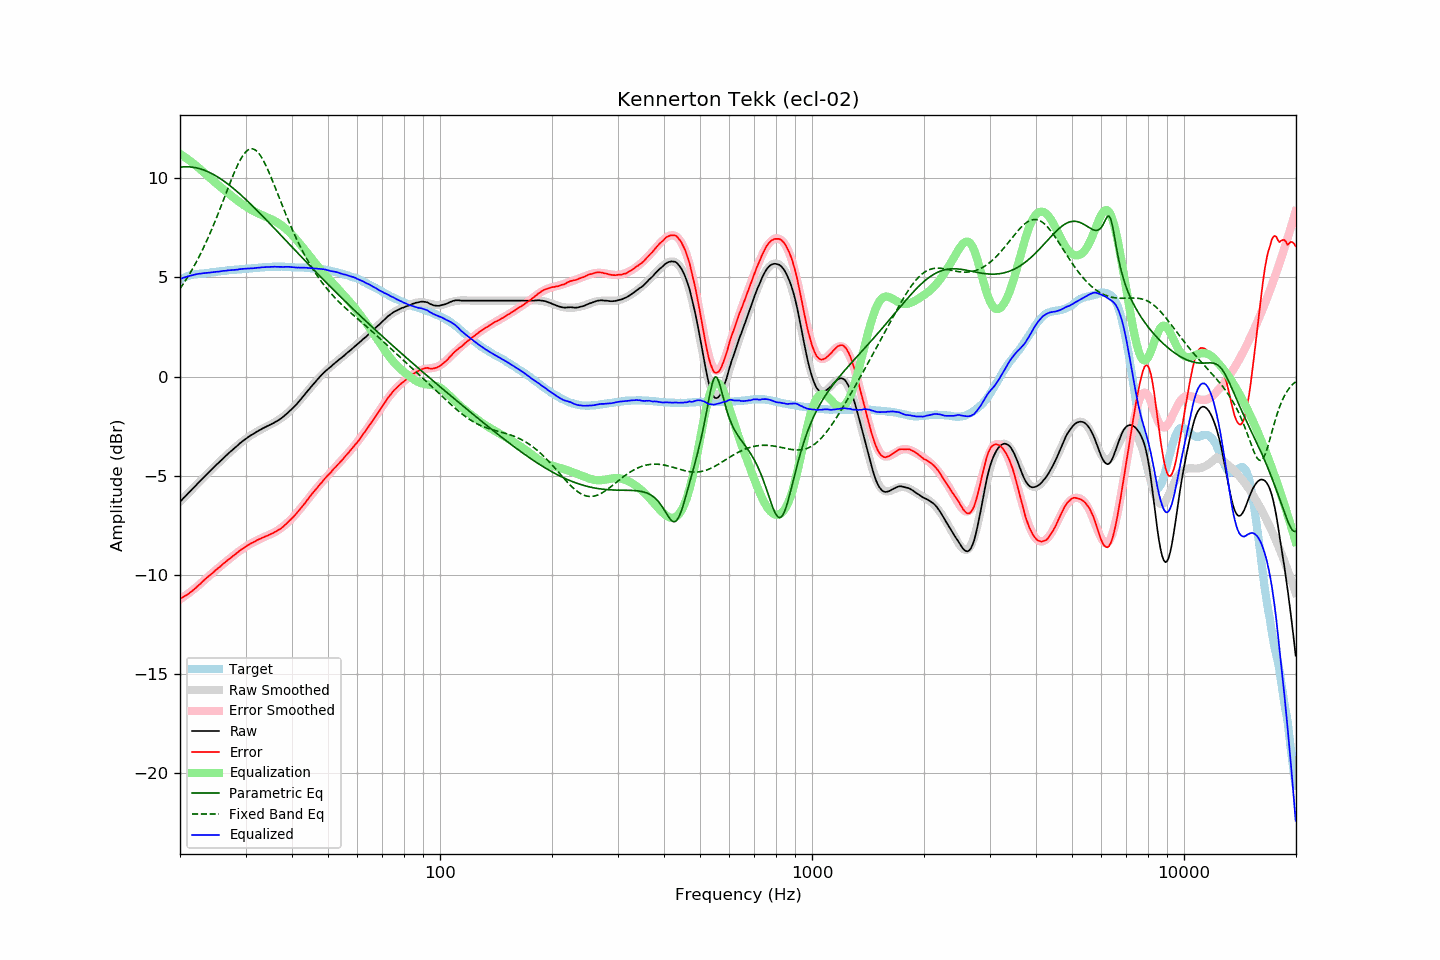 Kennerton Tekk (ecl-02)
Amplitude (dBr)
10
5
0
−5
−10
−15
−20
Target
Raw Smoothed
Error Smoothed
Raw
Error
Equalization
Parametric Eq
Fixed Band Eq
Equalized
100 1000 10000
Frequency (Hz)